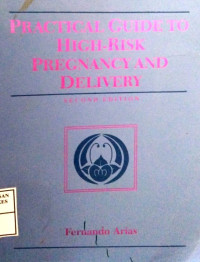 PRACTICAL GUIDE TO
HIGH-RISK
PREGNANCY AND
DELIVERY
SECOND EDITION
Fernando Arias